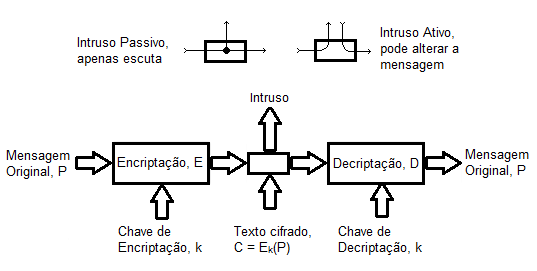 Intruso Passivo,
apenas escuta
Intruso Ativo,
pode alterar a
mensagem
Intruso
Mensagem
Original, P
Encriptação, E
Decriptação, D
Mensagem
Original, P
Chave de
Encriptação, k
Texto cifrado,
C = Ek(P)
Chave de
Decriptação, k